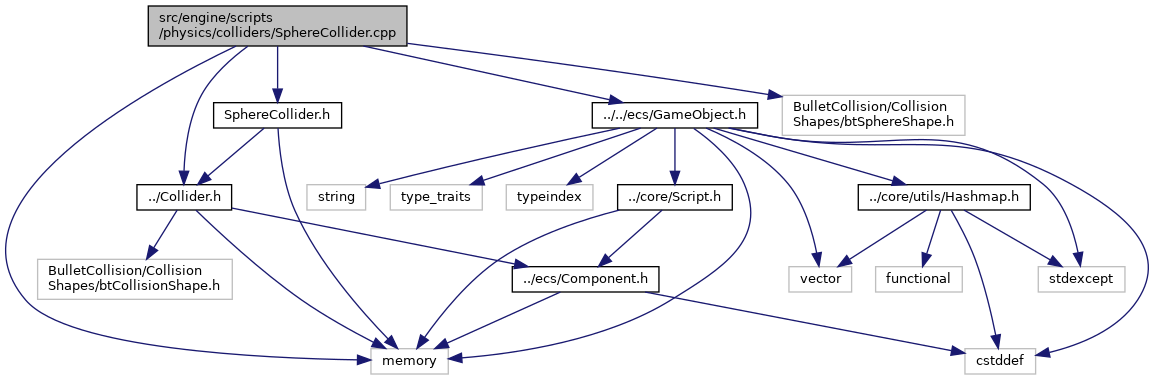 src/engine/scripts
/physics/colliders/SphereCollider.cpp
SphereCollider.h
../../ecs/GameObject.h
BulletCollision/Collision
Shapes/btSphereShape.h
../Collider.h
string
type_traits
typeindex
../core/Script.h
../core/utils/Hashmap.h
BulletCollision/Collision
Shapes/btCollisionShape.h
../ecs/Component.h
vector
functional
stdexcept
memory
cstddef